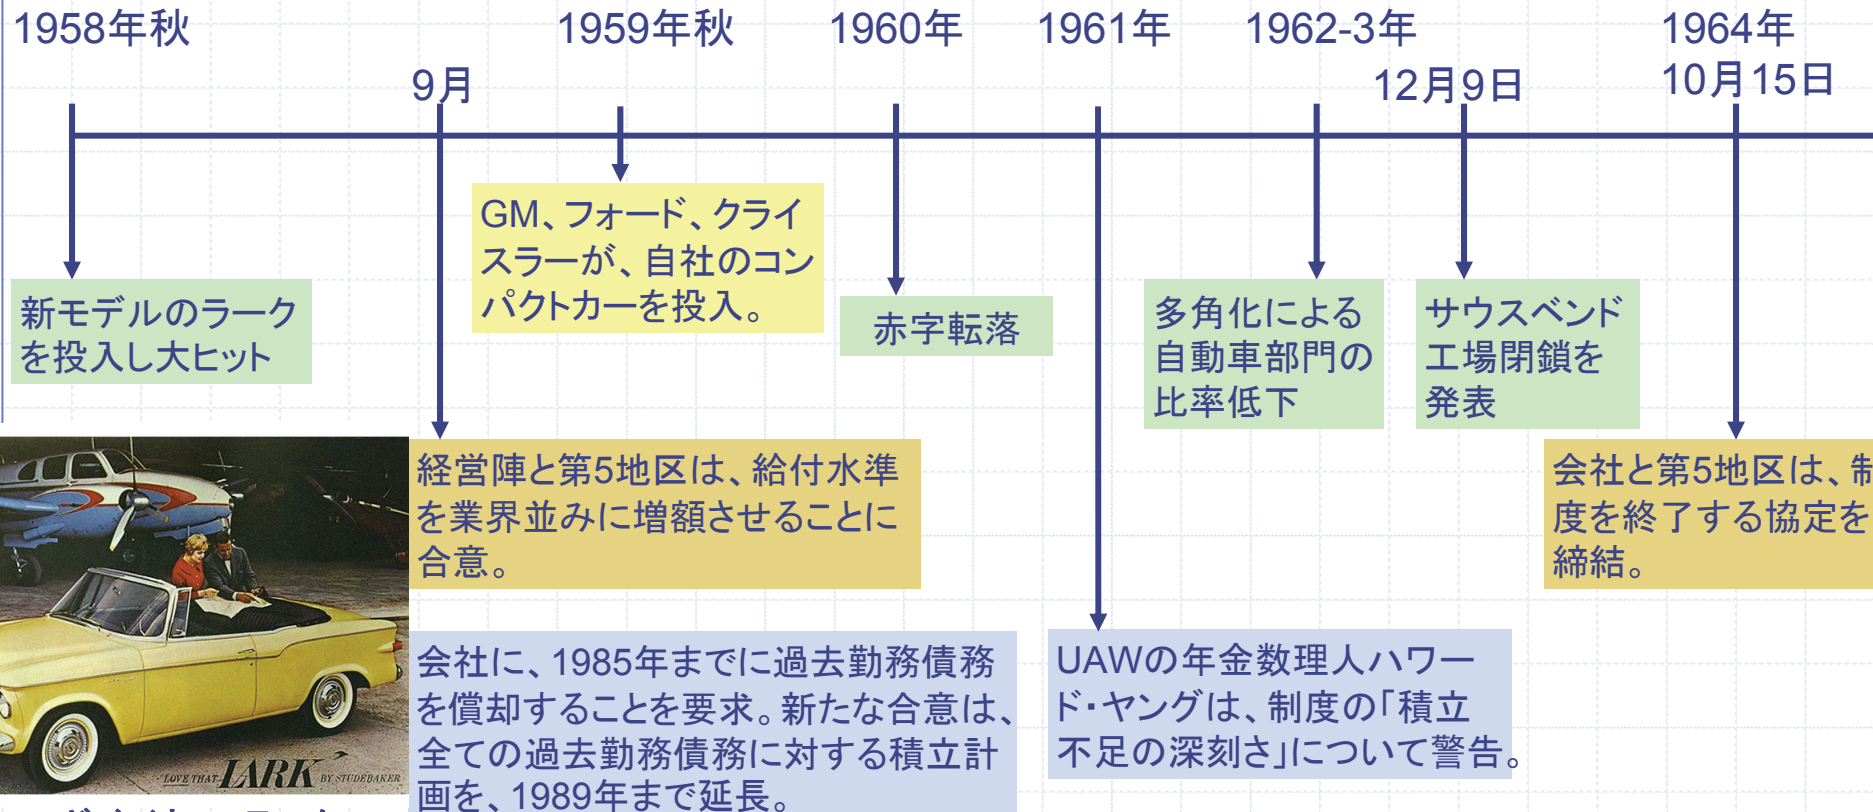 1958年秋
1959年秋
1960年
1961年
1962-3年
1964年
9月
12月9日
10月15日
GM、フォード、クライ
スラーが、自社のコン
パクトカーを投入。
新モデルのラーク
を投入し大ヒット
赤字転落
多角化による
自動車部門の
比率低下
サウスベンド
工場閉鎖を
発表
経営陣と第5地区は、給付水準
を業界並みに増額させることに
合意。
会社と第5地区は、制
度を終了する協定を
締結。
会社に、1985年までに過去勤務債務
を償却することを要求。新たな合意は、
全ての過去勤務債務に対する積立計
画を、1989年まで延長。
UAWの年金数理人ハワー
ド・ヤングは、制度の「積立
不足の深刻さ」について警告。
LOVE THAT LARK BY STUDEBAKER